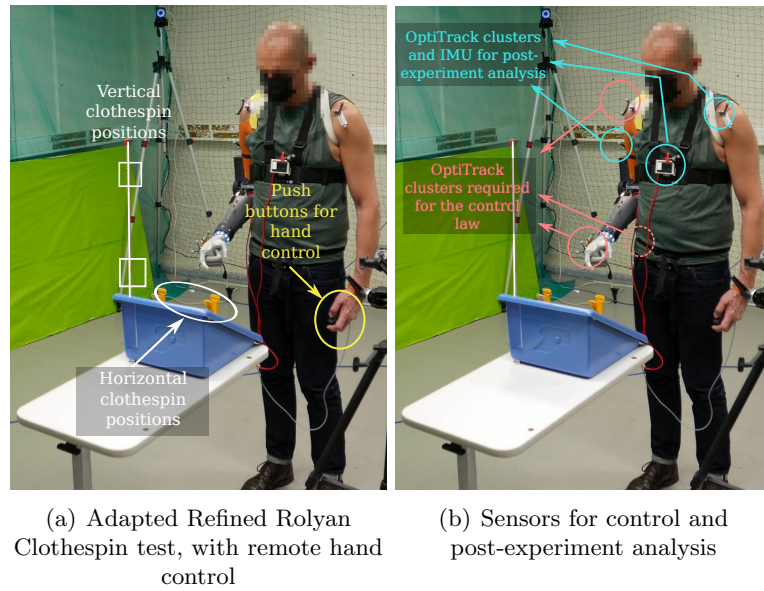 Vertical
clothespin
positions
Push
buttons for
hand
control
Horizontal
clothespin
positions
OptiTrack clusters
and IMU for post-
experiment analysis
OptiTrack
clusters required
for the control
law
(a) Adapted Refined Rolyan
Clothespin test, with remote hand
control
(b) Sensors for control and
post-experiment analysis